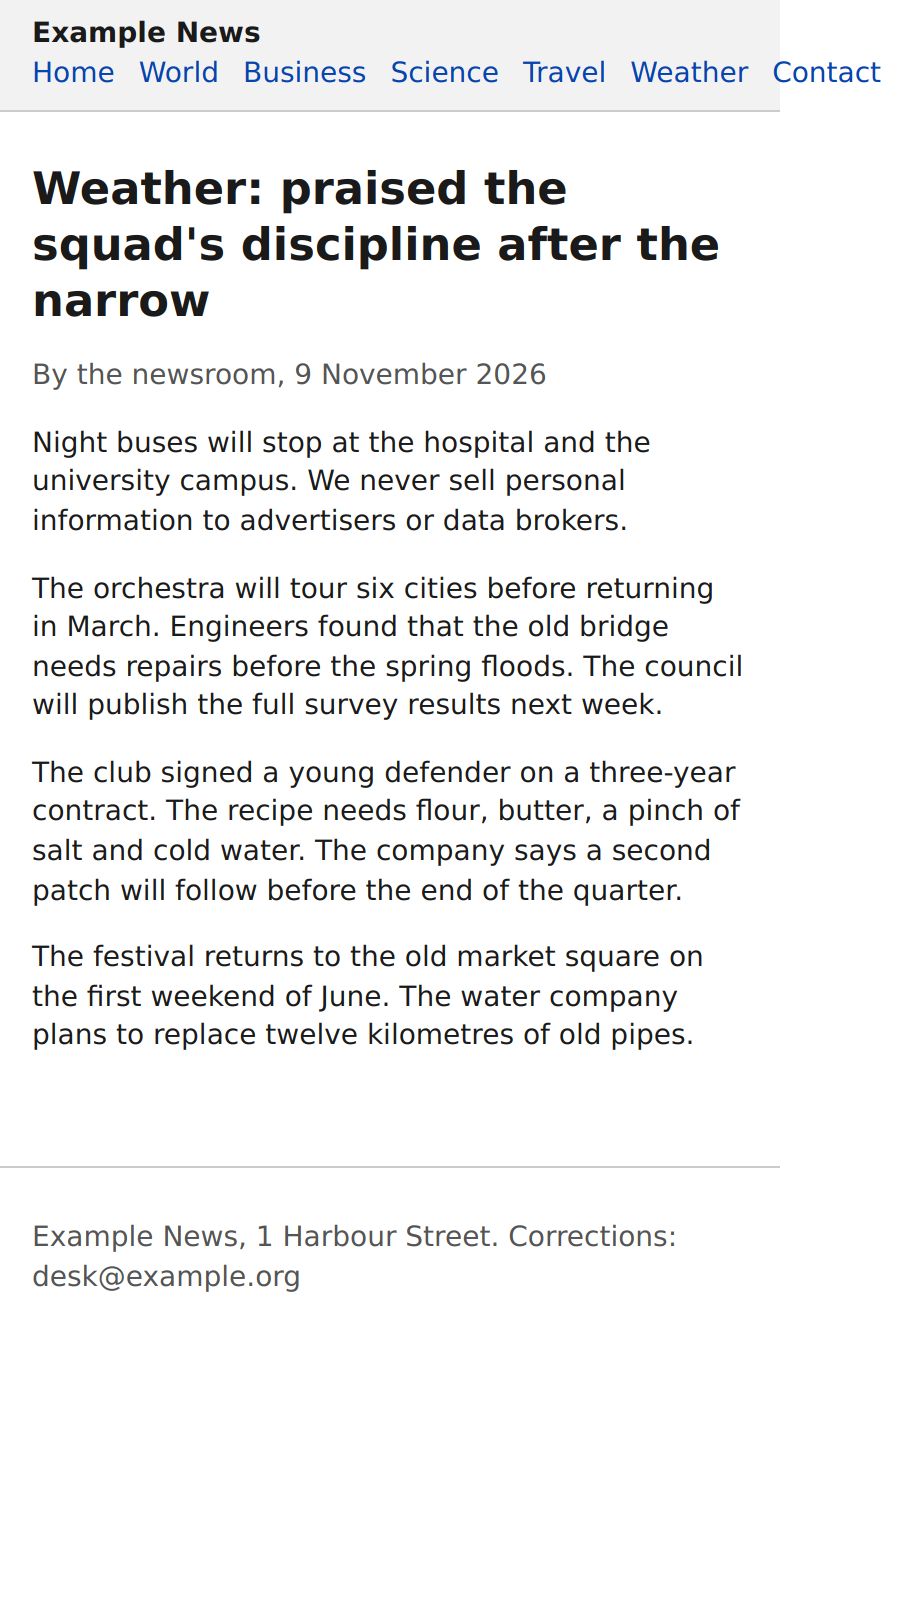 Example News
Home World Business Science Travel Weather Contact
Weather: praised the
squad's discipline after the
narrow
By the newsroom, 9 November 2026
Night buses will stop at the hospital and the
university campus. We never sell personal
information to advertisers or data brokers.
The orchestra will tour six cities before returning
in March. Engineers found that the old bridge
needs repairs before the spring floods. The council
will publish the full survey results next week.
The club signed a young defender on a three-year
contract. The recipe needs flour, butter, a pinch of
salt and cold water. The company says a second
patch will follow before the end of the quarter.
The festival returns to the old market square on
the first weekend of June. The water company
plans to replace twelve kilometres of old pipes.
Example News, 1 Harbour Street. Corrections:
desk@example.org